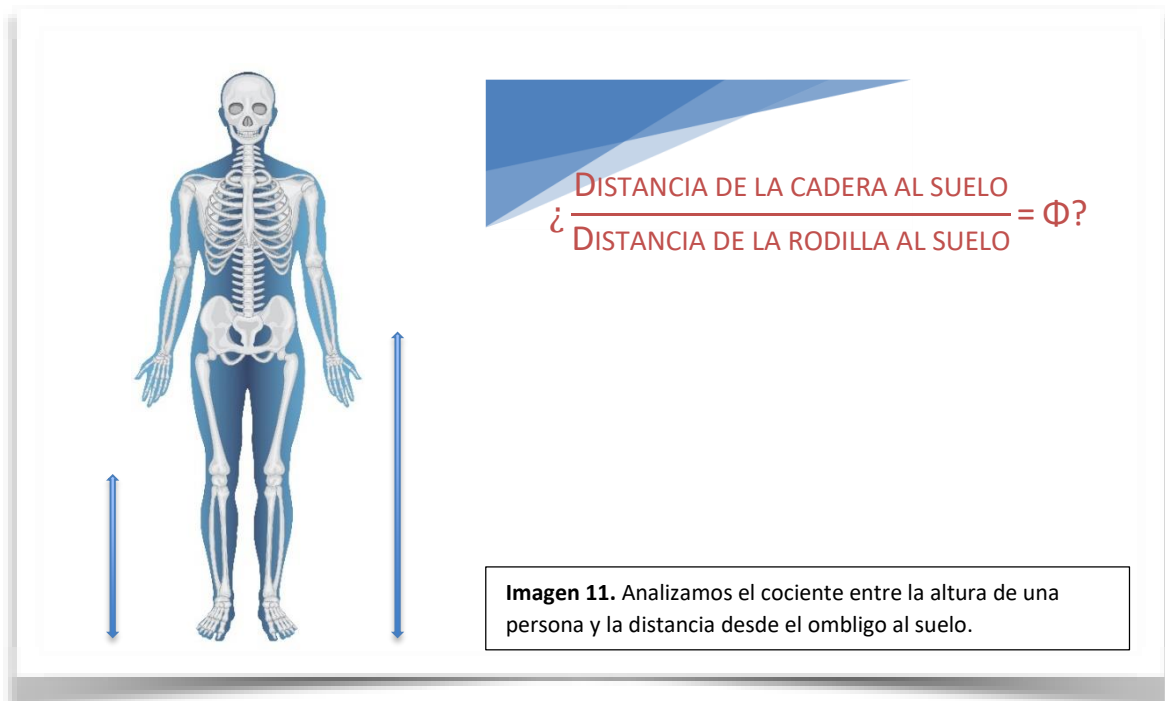 ¿ DISTANCIA DE LA CADERA AL SUELO
DISTANCIA DE LA RODILLA AL SUELO = Φ?
Imagen 11. Analizamos el cociente entre la altura de una
persona y la distancia desde el ombligo al suelo.